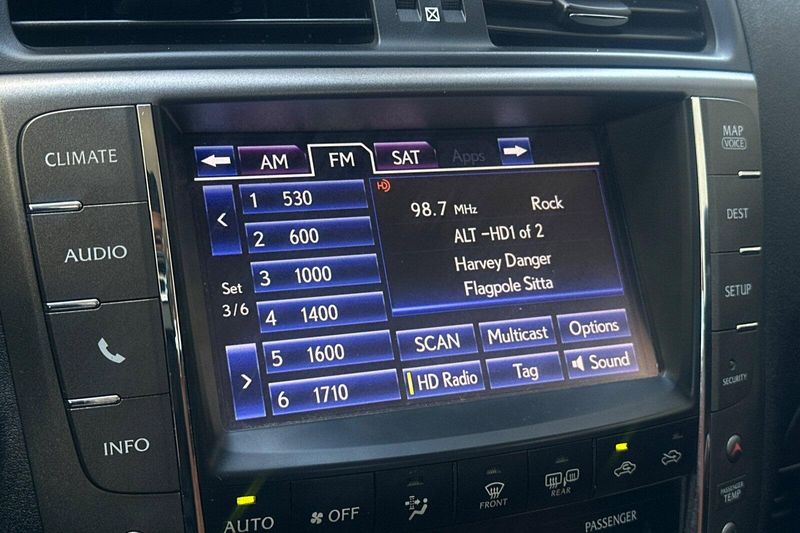 CLIMATE
AUDIO
INFO
AM
FM
SAT
Apps
HD
98.7 MHz Rock
ALT -HD1 of 2
Harvey Danger
Flagpole Sitta
Set
3/6
1 530
2 600
3 1000
4 1400
5 1600
6 1710
SCAN
Multicast
Options
HD Radio
Tag
Sound
MAP
VOICE
DEST
SETUP
SECURITY
PASSENGER
TEMP
AUTO
OFF
FRONT
REAR
PASSENGER